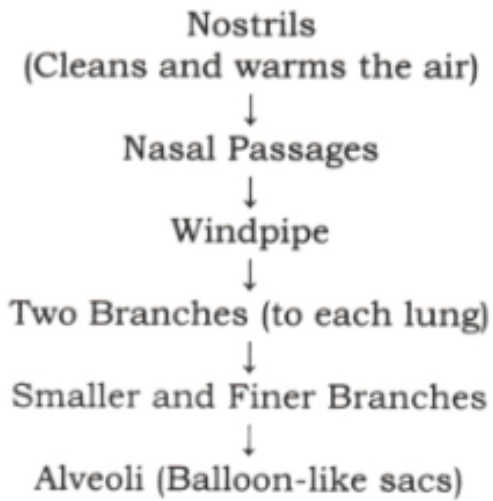 Nostrils
(Cleans and warms the air)
↓
Nasal Passages
↓
Windpipe
↓
Two Branches (to each lung)
↓
Smaller and Finer Branches
↓
Alveoli (Balloon-like sacs)